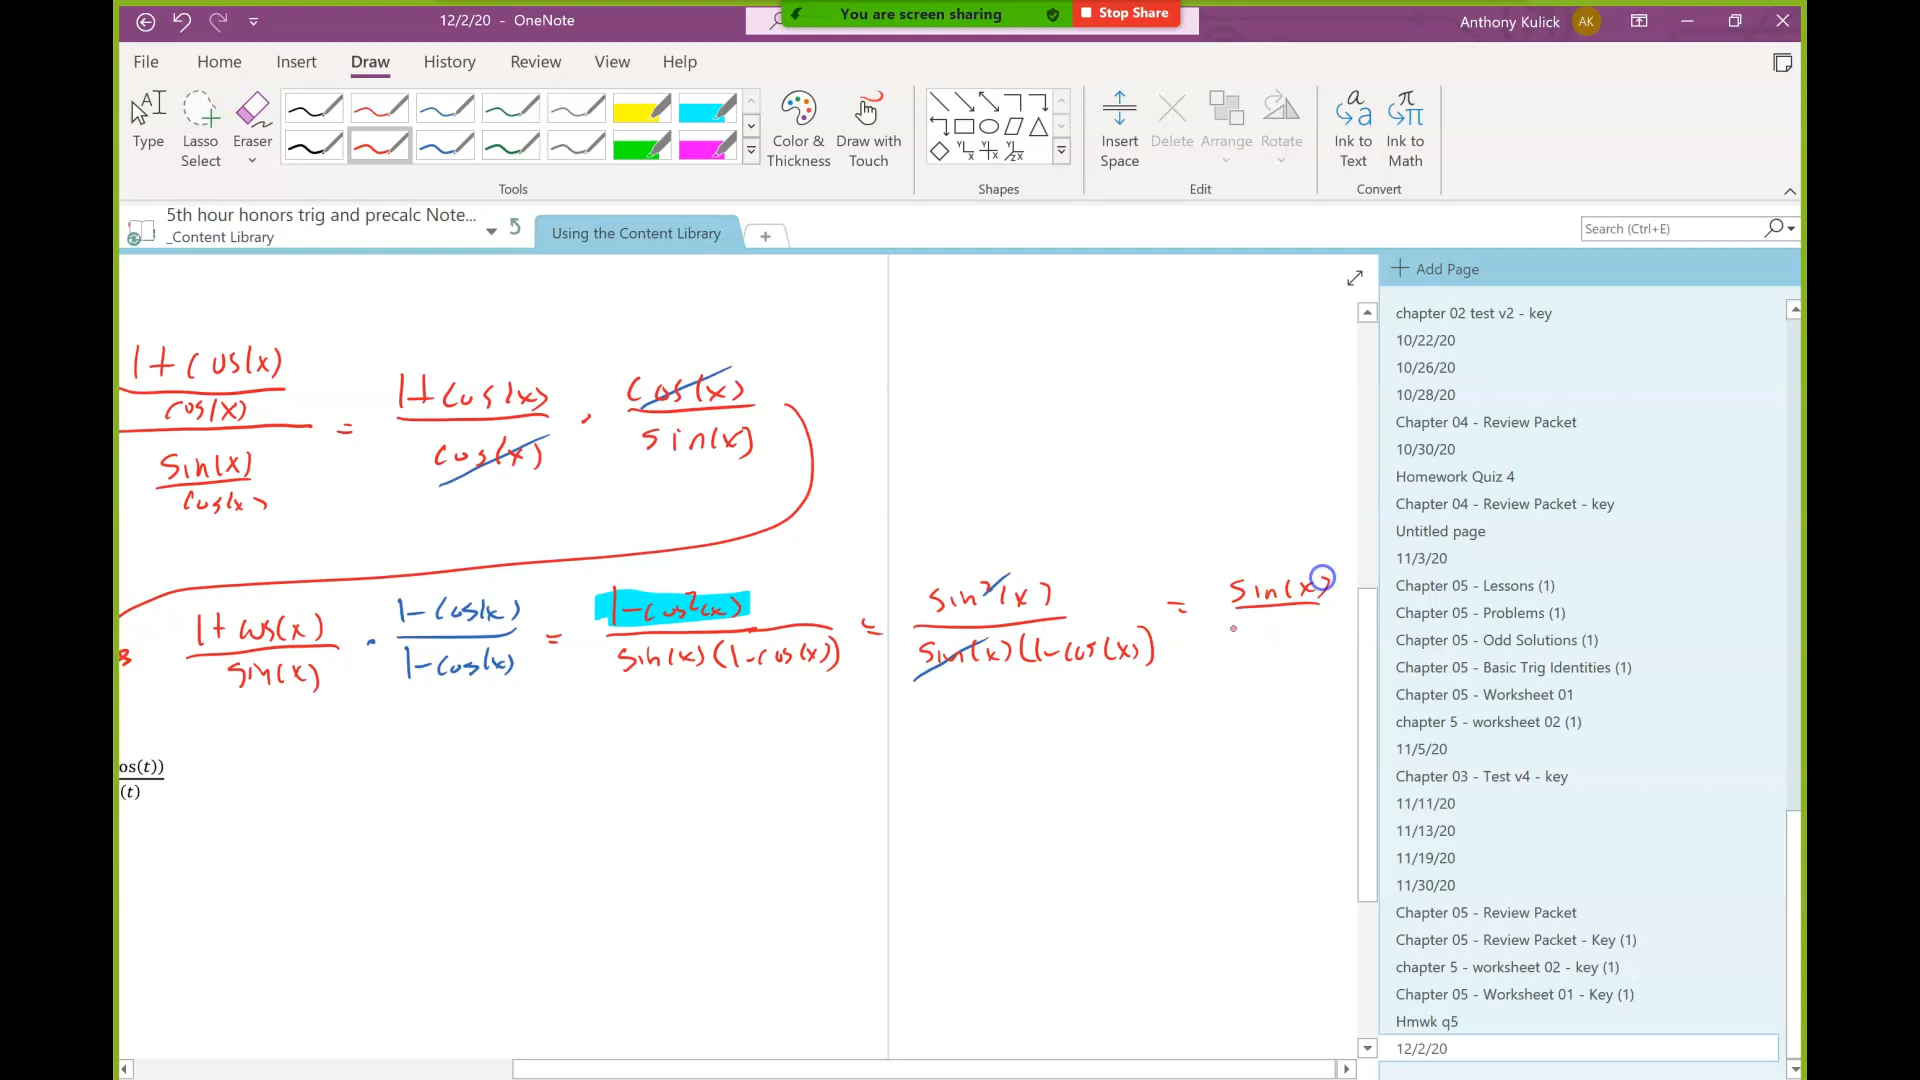 12/2/20 - OneNote
You are screen sharing
Stop Share
Anthony Kulick
AK
File Home Insert Draw History Review View Help
Type
Lasso Select
Eraser
Color & Thickness
Draw with Touch
Insert Space
Delete
Arrange
Rotate
Ink to Text
Ink to Math
Tools
Shapes
Edit
Convert
5th hour honors trig and precalc Note...
_Content Library
Using the Content Library
Search (Ctrl+E)
Add Page
1+cos(x)
cos(x)
sin(x)
cos(x)
=
1+cos(x)
cos(x)
·
cos(x)
sin(x)
1+cos(x)
sin(x)
·
1-cos(x)
1-cos(x)
=
1-cos²(x)
sin(x)(1-cos(x))
=
sin²(x)
sin(x)(1-cos(x))
=
sin(x)
os(t))
(t)
chapter 02 test v2 - key
10/22/20
10/26/20
10/28/20
Chapter 04 - Review Packet
10/30/20
Homework Quiz 4
Chapter 04 - Review Packet - key
Untitled page
11/3/20
Chapter 05 - Lessons (1)
Chapter 05 - Problems (1)
Chapter 05 - Odd Solutions (1)
Chapter 05 - Basic Trig Identities (1)
Chapter 05 - Worksheet 01
chapter 5 - worksheet 02 (1)
11/5/20
Chapter 03 - Test v4 - key
11/11/20
11/13/20
11/19/20
11/30/20
Chapter 05 - Review Packet
Chapter 05 - Review Packet - Key (1)
chapter 5 - worksheet 02 - key (1)
Chapter 05 - Worksheet 01 - Key (1)
Hmwk q5
12/2/20